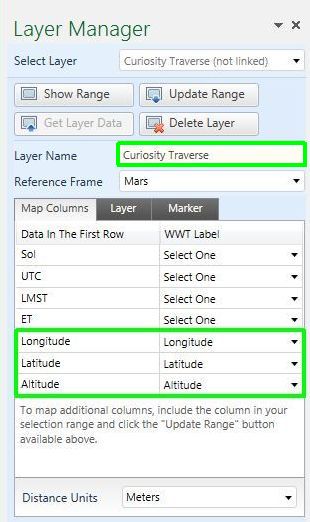 Layer Manager
Select Layer Curiosity Traverse (not linked)
Show Range Update Range
Get Layer Data Delete Layer
Layer Name Curiosity Traverse
Reference Frame Mars
Map Columns Layer Marker
Data In The First Row WWT Label
Sol Select One
UTC Select One
LMST Select One
ET Select One
Longitude Longitude
Latitude Latitude
Altitude Altitude
To map additional columns, include the column in your
selection range and click the "Update Range" button
available above.
Distance Units Meters